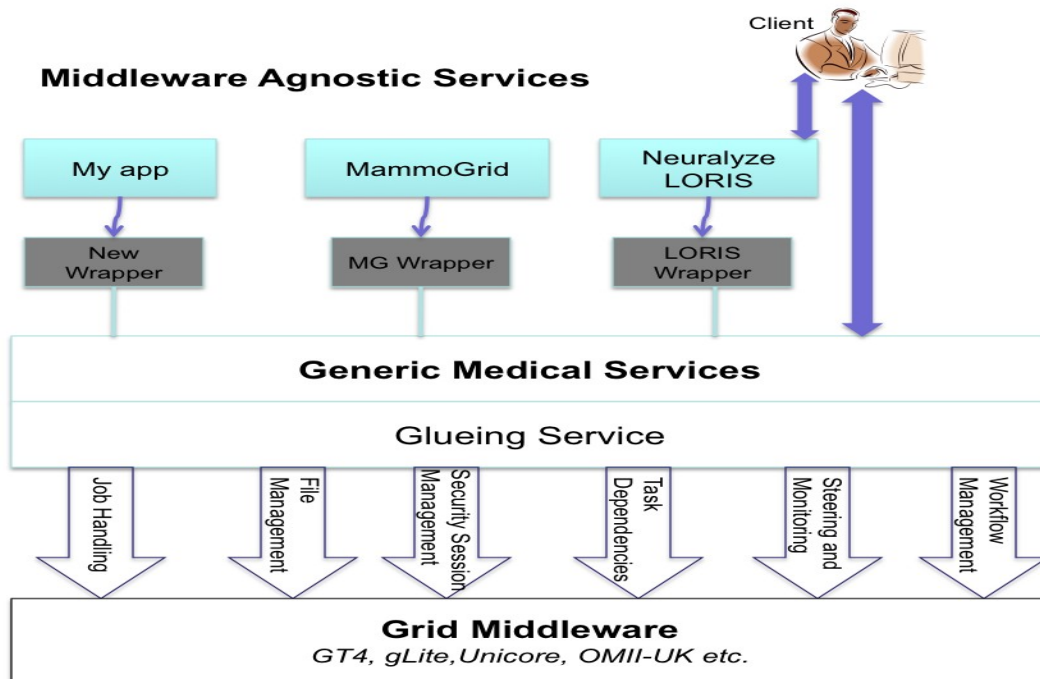 Client
Middleware Agnostic Services
My app
MammoGrid
Neuralyze
LORIS
New
Wrapper
MG Wrapper
LORIS
Wrapper
Generic Medical Services
Glueing Service
Job Handling
File
Management
Security Session
Management
Task
Dependencies
Steering and
Monitoring
Workflow
Management
Grid Middleware
GT4, gLite,Unicore, OMII-UK etc.